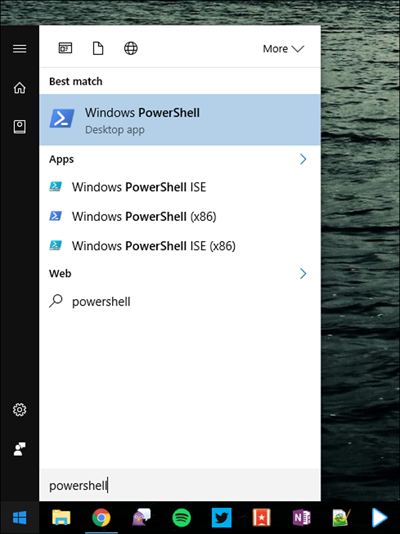 More
Best match
Windows PowerShell
Desktop app
Apps
Windows PowerShell ISE
Windows PowerShell (x86)
Windows PowerShell ISE (x86)
Web
powershell
powershell